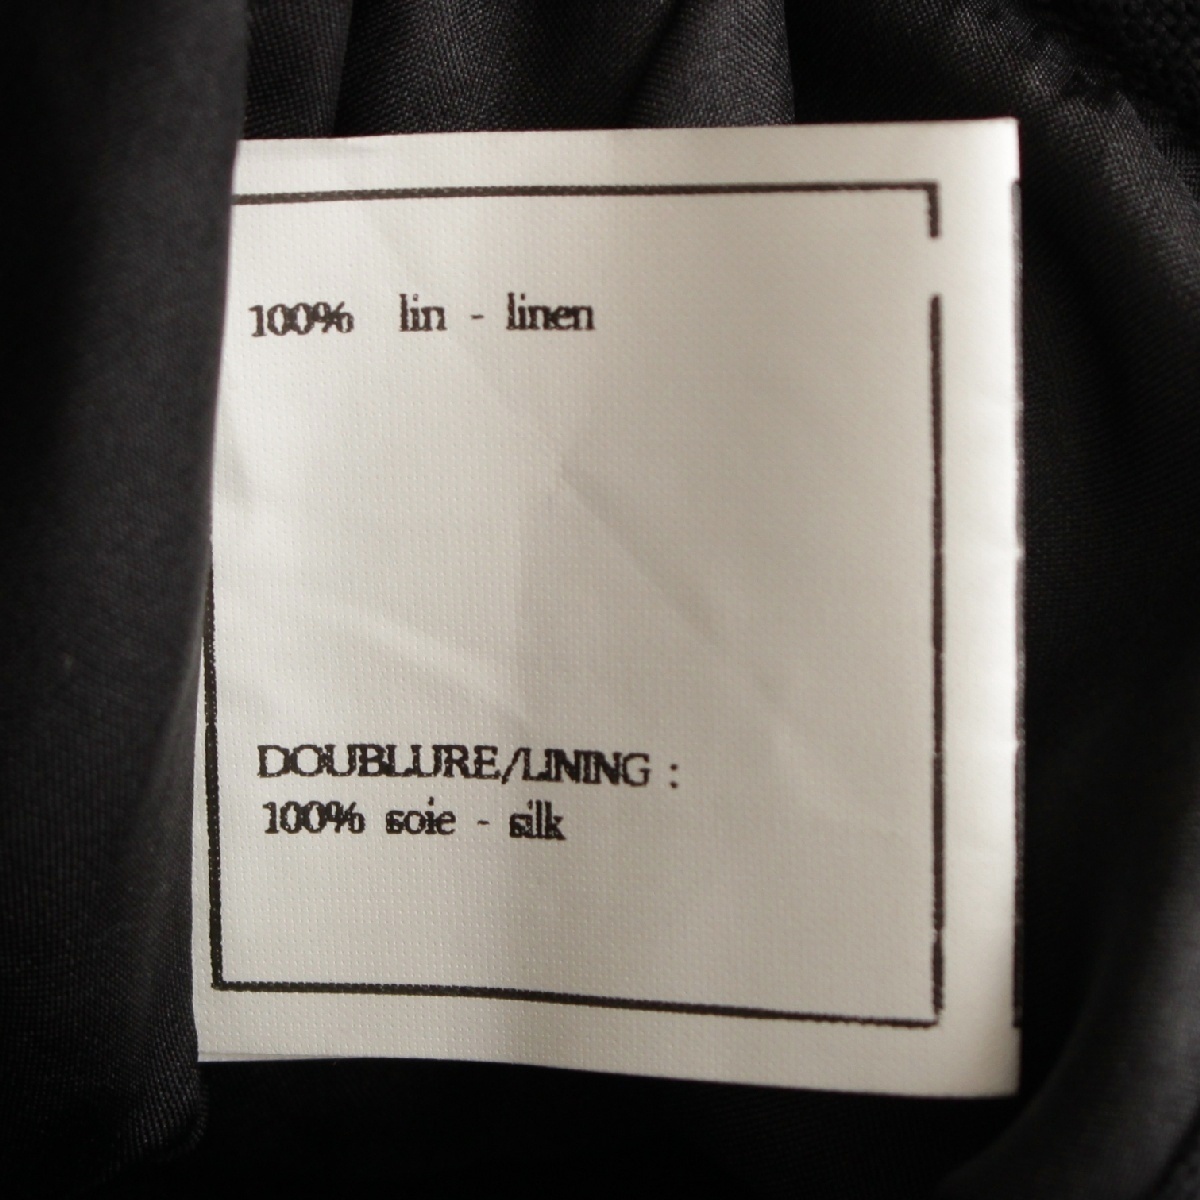 100% lin - linen
DOUBLURE/LINING :
100% soie - silk